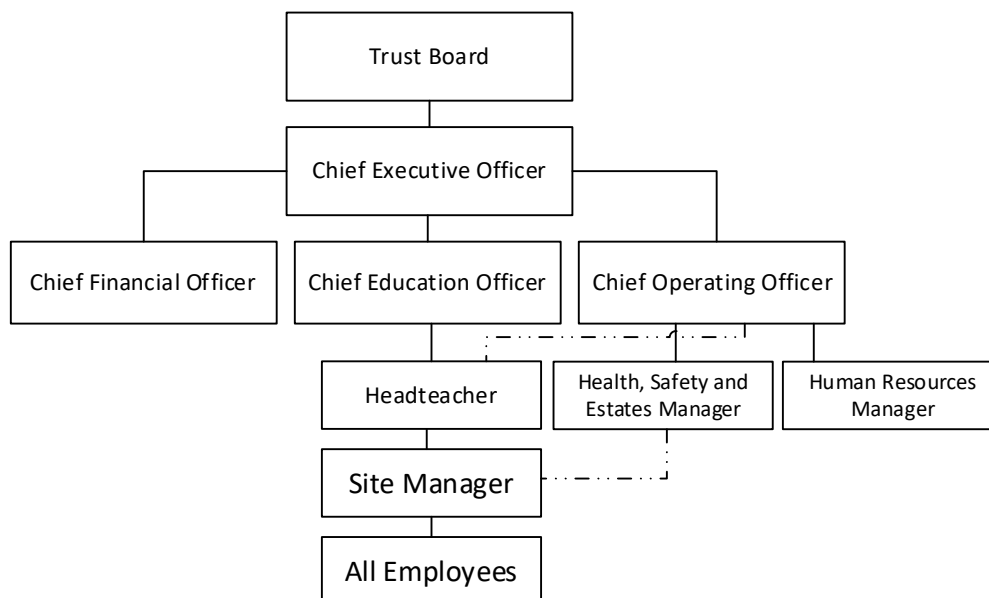 Trust Board
Chief Executive Officer
Chief Financial Officer
Chief Education Officer
Chief Operating Officer
Headteacher
Health, Safety and
Estates Manager
Human Resources
Manager
Site Manager
All Employees